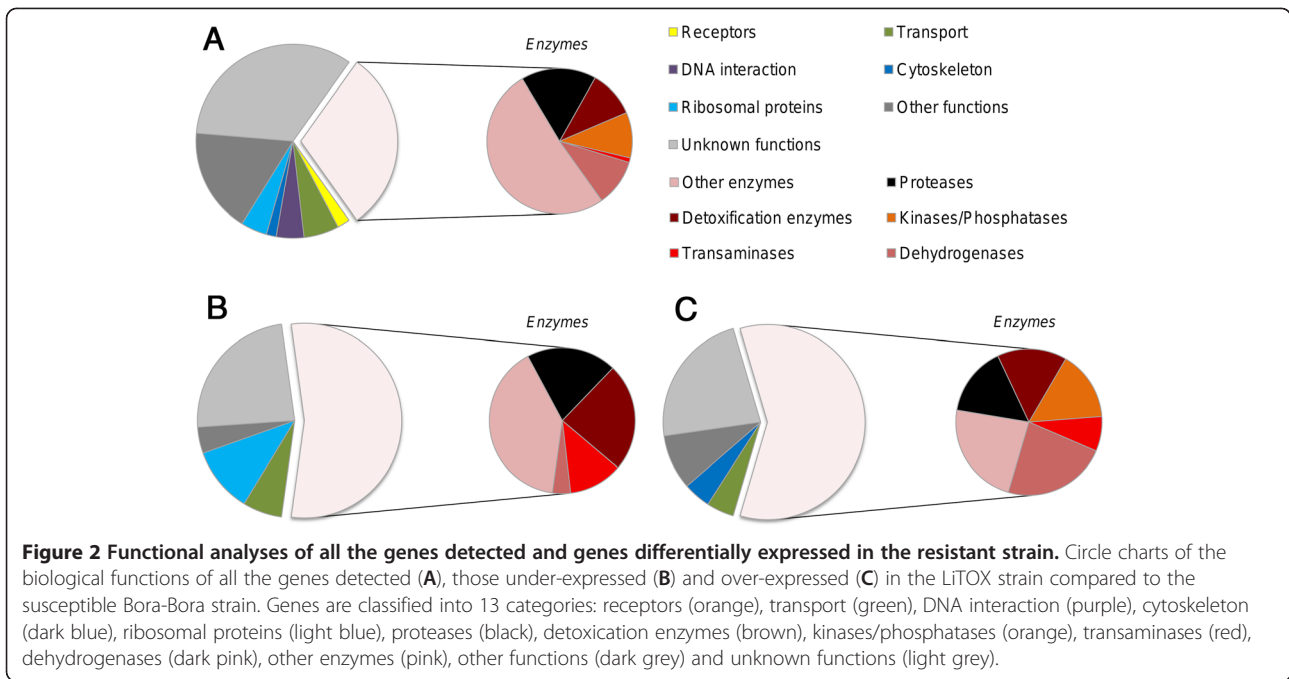 A
Enzymes
Receptors
Transport
DNA interaction
Cytoskeleton
Ribosomal proteins
Other functions
Unknown functions
Other enzymes
Proteases
Detoxification enzymes
Kinases/Phosphatases
Transaminases
Dehydrogenases
B
Enzymes
C
Enzymes
Figure 2 Functional analyses of all the genes detected and genes differentially expressed in the resistant strain. Circle charts of the
biological functions of all the genes detected (A), those under-expressed (B) and over-expressed (C) in the LiTOX strain compared to the
susceptible Bora-Bora strain. Genes are classified into 13 categories: receptors (orange), transport (green), DNA interaction (purple), cytoskeleton
(dark blue), ribosomal proteins (light blue), proteases (black), detoxication enzymes (brown), kinases/phosphatases (orange), transaminases (red),
dehydrogenases (dark pink), other enzymes (pink), other functions (dark grey) and unknown functions (light grey).